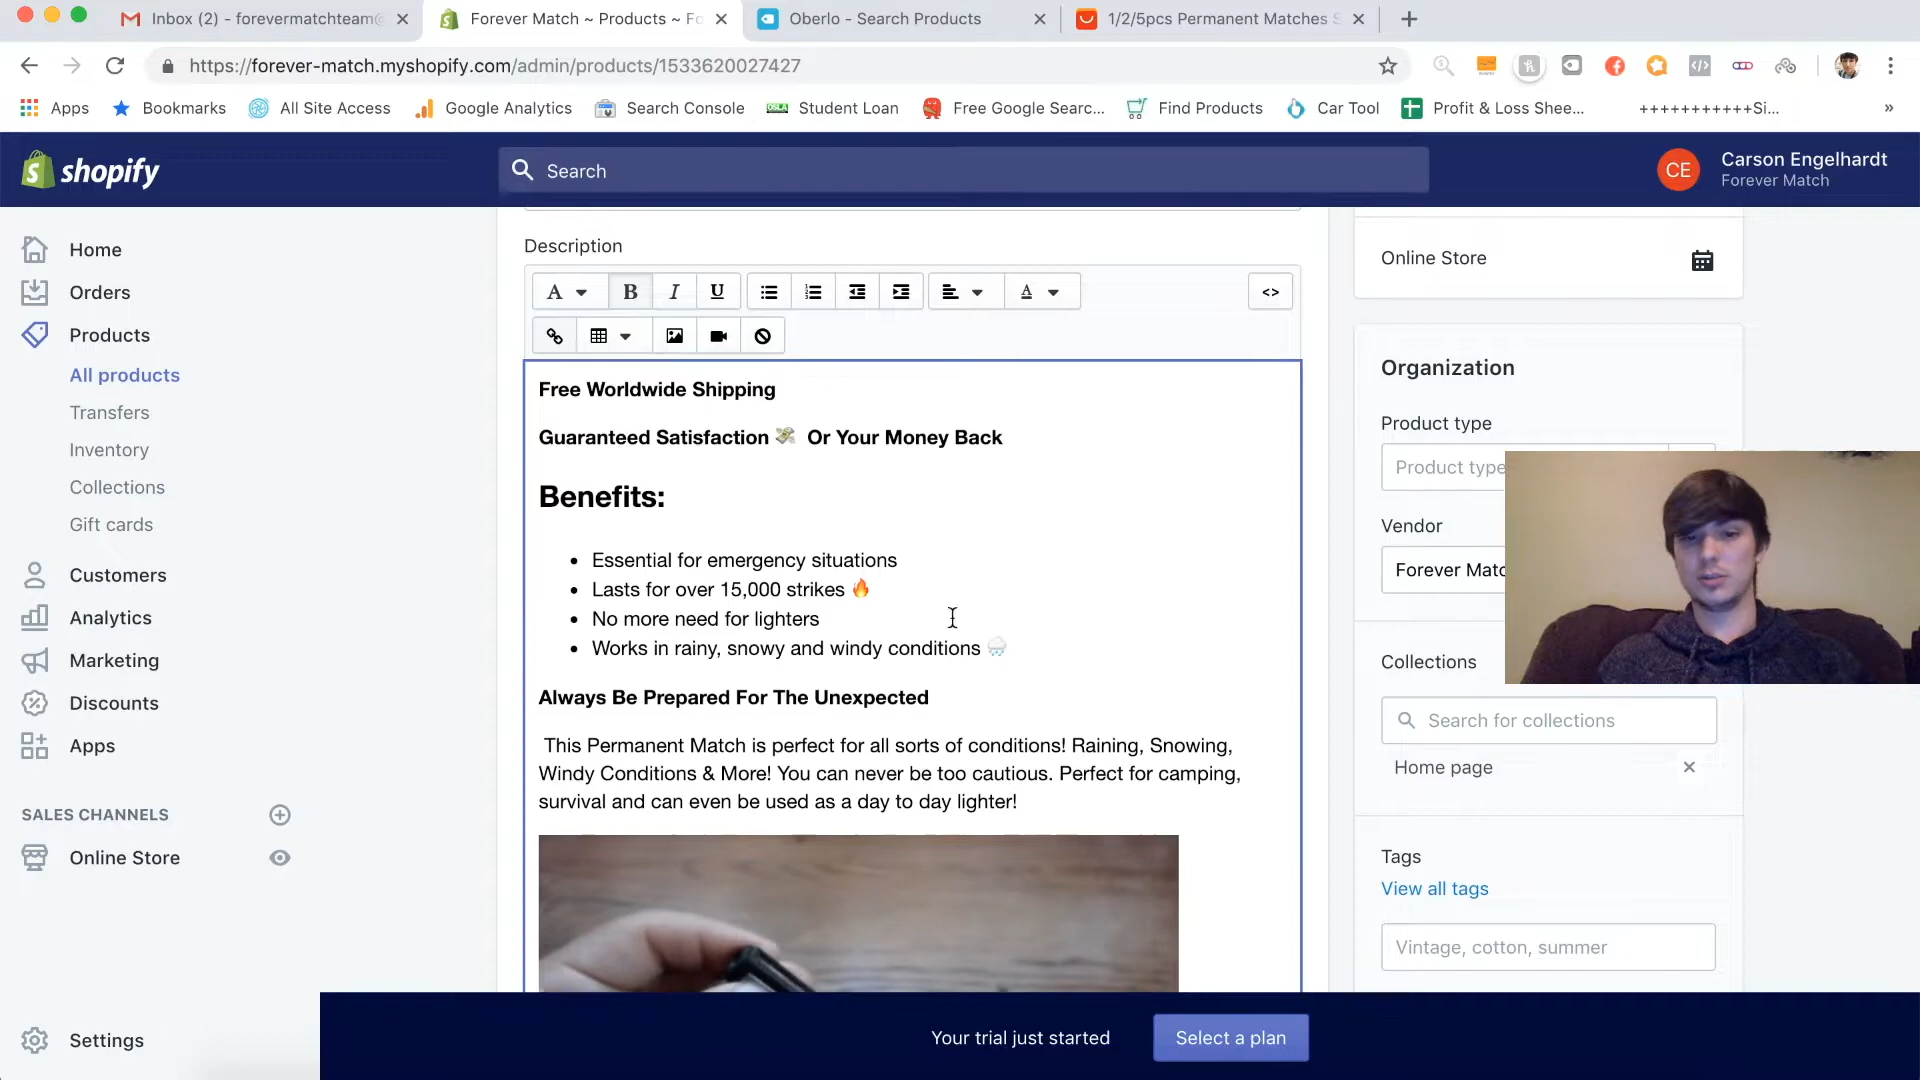 Inbox (2) - forevermatchteam@
Forever Match ~ Products ~ Fo
Oberlo - Search Products
1/2/5pcs Permanent Matches S
https://forever-match.myshopify.com/admin/products/1533620027427
Apps
Bookmarks
All Site Access
Google Analytics
Search Console
Student Loan
Free Google Searc...
Find Products
Car Tool
Profit & Loss Shee...
+++++++++++Si...
»
shopify
Search
CE
Carson Engelhardt
Forever Match
Home
Orders
Products
All products
Transfers
Inventory
Collections
Gift cards
Customers
Analytics
Marketing
Discounts
Apps
SALES CHANNELS
Online Store
Settings
Description
A
B
I
U
A
<>
Free Worldwide Shipping
Guaranteed Satisfaction 💸 Or Your Money Back
Benefits:
• Essential for emergency situations
• Lasts for over 15,000 strikes 🔥
• No more need for lighters
• Works in rainy, snowy and windy conditions 🌧
Always Be Prepared For The Unexpected
This Permanent Match is perfect for all sorts of conditions! Raining, Snowing,
Windy Conditions & More! You can never be too cautious. Perfect for camping,
survival and can even be used as a day to day lighter!
Online Store
Organization
Product type
Product type
Vendor
Forever Matc
Collections
Search for collections
Home page
Tags
View all tags
Vintage, cotton, summer
Your trial just started
Select a plan